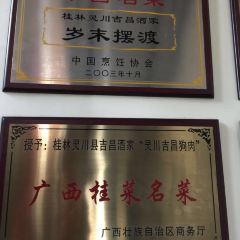 桂林灵川吉昌酒家
岁末摆渡
中国烹饪协会
二00三年十月
授予：桂林灵川县吉昌酒家“灵川吉昌狗肉”
广西桂菜名菜
广西壮族自治区商务厅